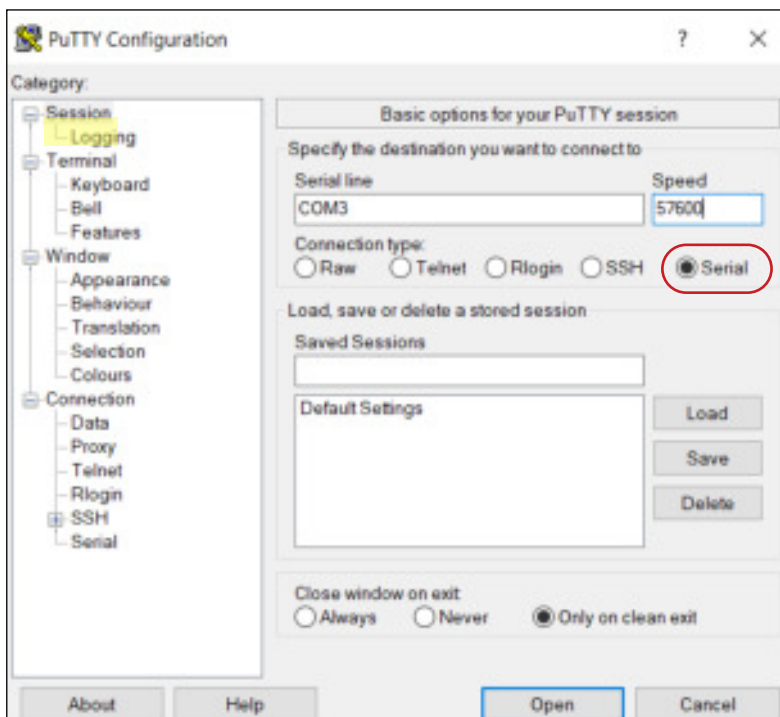 PuTTY Configuration
?
Category:
Session
Logging
Terminal
Keyboard
Bell
Features
Window
Appearance
Behaviour
Translation
Selection
Colours
Connection
Data
Proxy
Telnet
Rlogin
SSH
Serial
Basic options for your PuTTY session
Specify the destination you want to connect to
Serial line Speed
COM3 57600
Connection type:
Raw Telnet Rlogin SSH Serial
Load, save or delete a stored session
Saved Sessions
Default Settings
Load
Save
Delete
Close window on exit
Always Never Only on clean exit
About Help Open Cancel